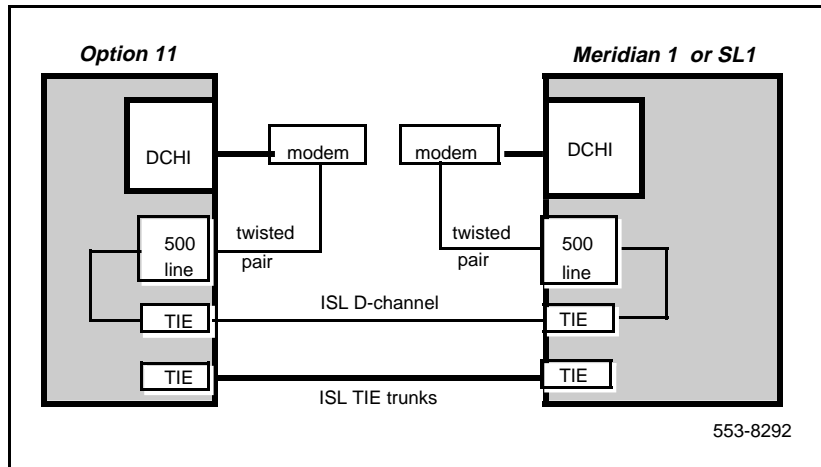 Option 11
Meridian 1 or SL1
DCHI
modem
modem
DCHI
500
line
twisted
pair
twisted
pair
500
line
ISL D-channel
TIE
TIE
TIE
TIE
ISL TIE trunks
553-8292